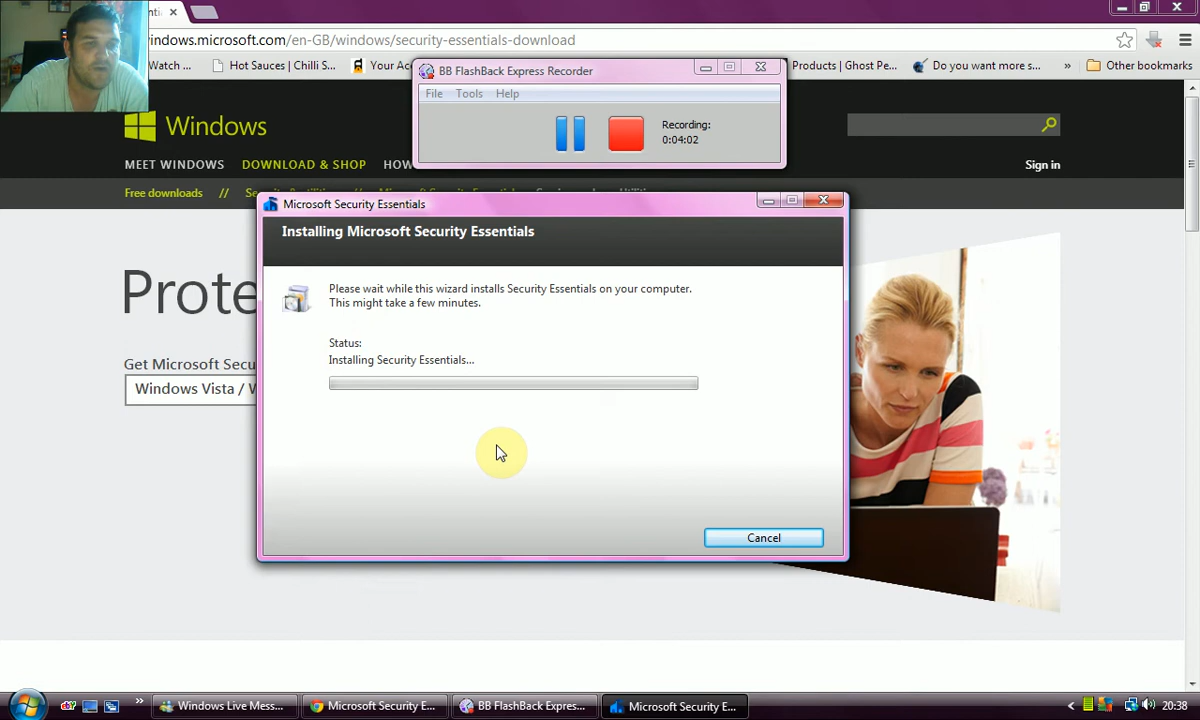 nti
indows.microsoft.com/en-GB/windows/security-essentials-download
Watch ...
Hot Sauces | Chilli S...
Your Ac
Products | Ghost Pe...
Do you want more s...
»
Other bookmarks
BB FlashBack Express Recorder
File Tools Help
Recording:
0:04:02
Windows
MEET WINDOWS DOWNLOAD & SHOP HOW
Sign in
Free downloads // Se
Microsoft Security Essentials
Installing Microsoft Security Essentials
Please wait while this wizard installs Security Essentials on your computer.
This might take a few minutes.
Status:
Installing Security Essentials...
Cancel
Prote
Get Microsoft Secu
Windows Vista / W
» Windows Live Mess... Microsoft Security E... BB FlashBack Expres... Microsoft Security E... 20:38